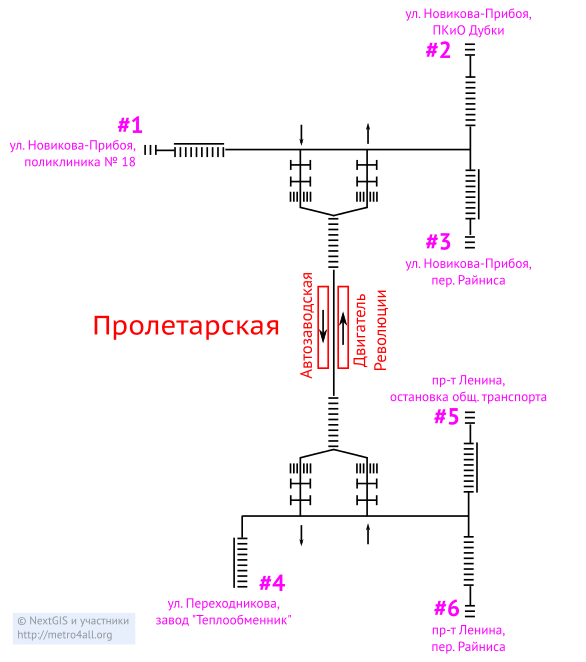 ул. Новикова-Прибоя,
ПКиО Дубки
#2
#1
ул. Новикова-Прибоя,
поликлиника № 18
#3
ул. Новикова-Прибоя,
пер. Райниса
Пролетарская
Автозаводская
Двигатель
Революции
пр-т Ленина,
остановка общ. транспорта
#5
#4
ул. Переходникова,
завод "Теплообменник"
#6
пр-т Ленина,
пер. Райниса
© NextGIS и участники
http://metro4all.org